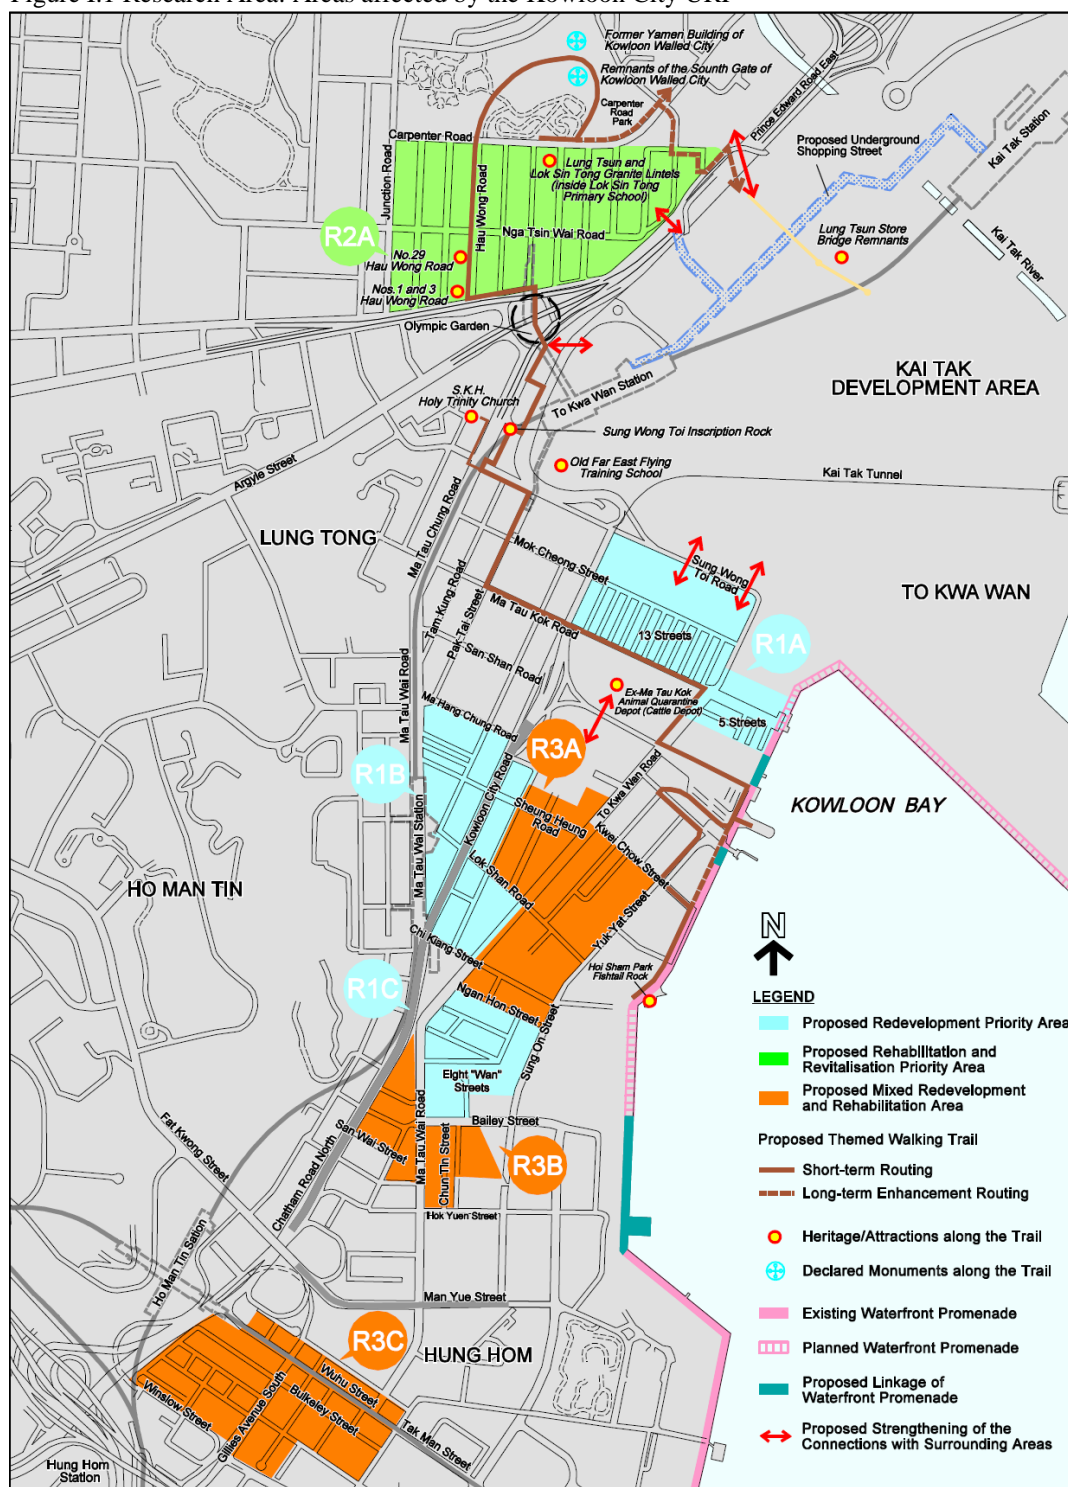 Figure I.1 Research Area: Areas affected by the Kowloon City URF
Former Yamen Building of
Kowloon Walled City
Remnants of the Sounth Gate of
Kowloon Walled City
Carpenter
Road
Park
Prince Edward Road East
Carpenter Road
Junction Road
Hau Wong Road
Lung Tsun and
Lok Sin Tong Granite Lintels
(inside Lok Sin Tong
Primary School)
Proposed Underground
Shopping Street
Kai Tak Station
R2A
Nga Tsin Wai Road
No.29
Hau Wong Road
Nos.1 and 3
Hau Wong Road
Lung Tsun Store
Bridge Remnants
Kai Tak
River
Olympic Garden
KAI TAK
DEVELOPMENT AREA
To Kwa Wan Station
S.K.H.
Holy Trinity Church
Sung Wong Toi Inscription Rock
Old Far East Flying
Training School
Kai Tak Tunnel
Argyle Street
LUNG TONG
Ma Tau Chung Road
Mok Cheong Street
Sung Wong
Toi Road
TO KWA WAN
Tam Kung Road
Pak Tai Street
Ma Tau Kok Road
13 Streets
R1A
San Shan Road
Ma Tau Wai Road
Ex-Ma Tau Kok
Animal Quarantine
Depot (Cattle Depot)
5 Streets
Ma Hang Chung Road
R3A
R1B
Kowloon City Road
To Kwa Wan Road
KOWLOON BAY
Ma Tau Wai Station
Sheung Heung
Road
Kwei Chow Street
Lok Shan Road
HO MAN TIN
Yuk Yat Street
Chi Kiang Street
Hoi Sham Park
Fishtail Rock
R1C
Ngan Hon Street
Sung On Street
Eight "Wan"
Streets
Bailey Street
San Wai Street
Ma Tau Wai Road
Chun Tin Street
R3B
Fat Kwong Street
Chatham Road North
Hok Yuen Street
Ho Man Tin Sation
Man Yue Street
R3C
HUNG HOM
Wuhu Street
Winslow Street
Gillies Avenue South
Bulkeley Street
Tak Man Street
Hung Hom
Station
N
LEGEND
Proposed Redevelopment Priority Area
Proposed Rehabilitation and
Revitalisation Priority Area
Proposed Mixed Redevelopment
and Rehabilitation Area
Proposed Themed Walking Trail
Short-term Routing
Long-term Enhancement Routing
Heritage/Attractions along the Trail
Declared Monuments along the Trail
Existing Waterfront Promenade
Planned Waterfront Promenade
Proposed Linkage of
Waterfront Promenade
Proposed Strengthening of the
Connections with Surrounding Areas